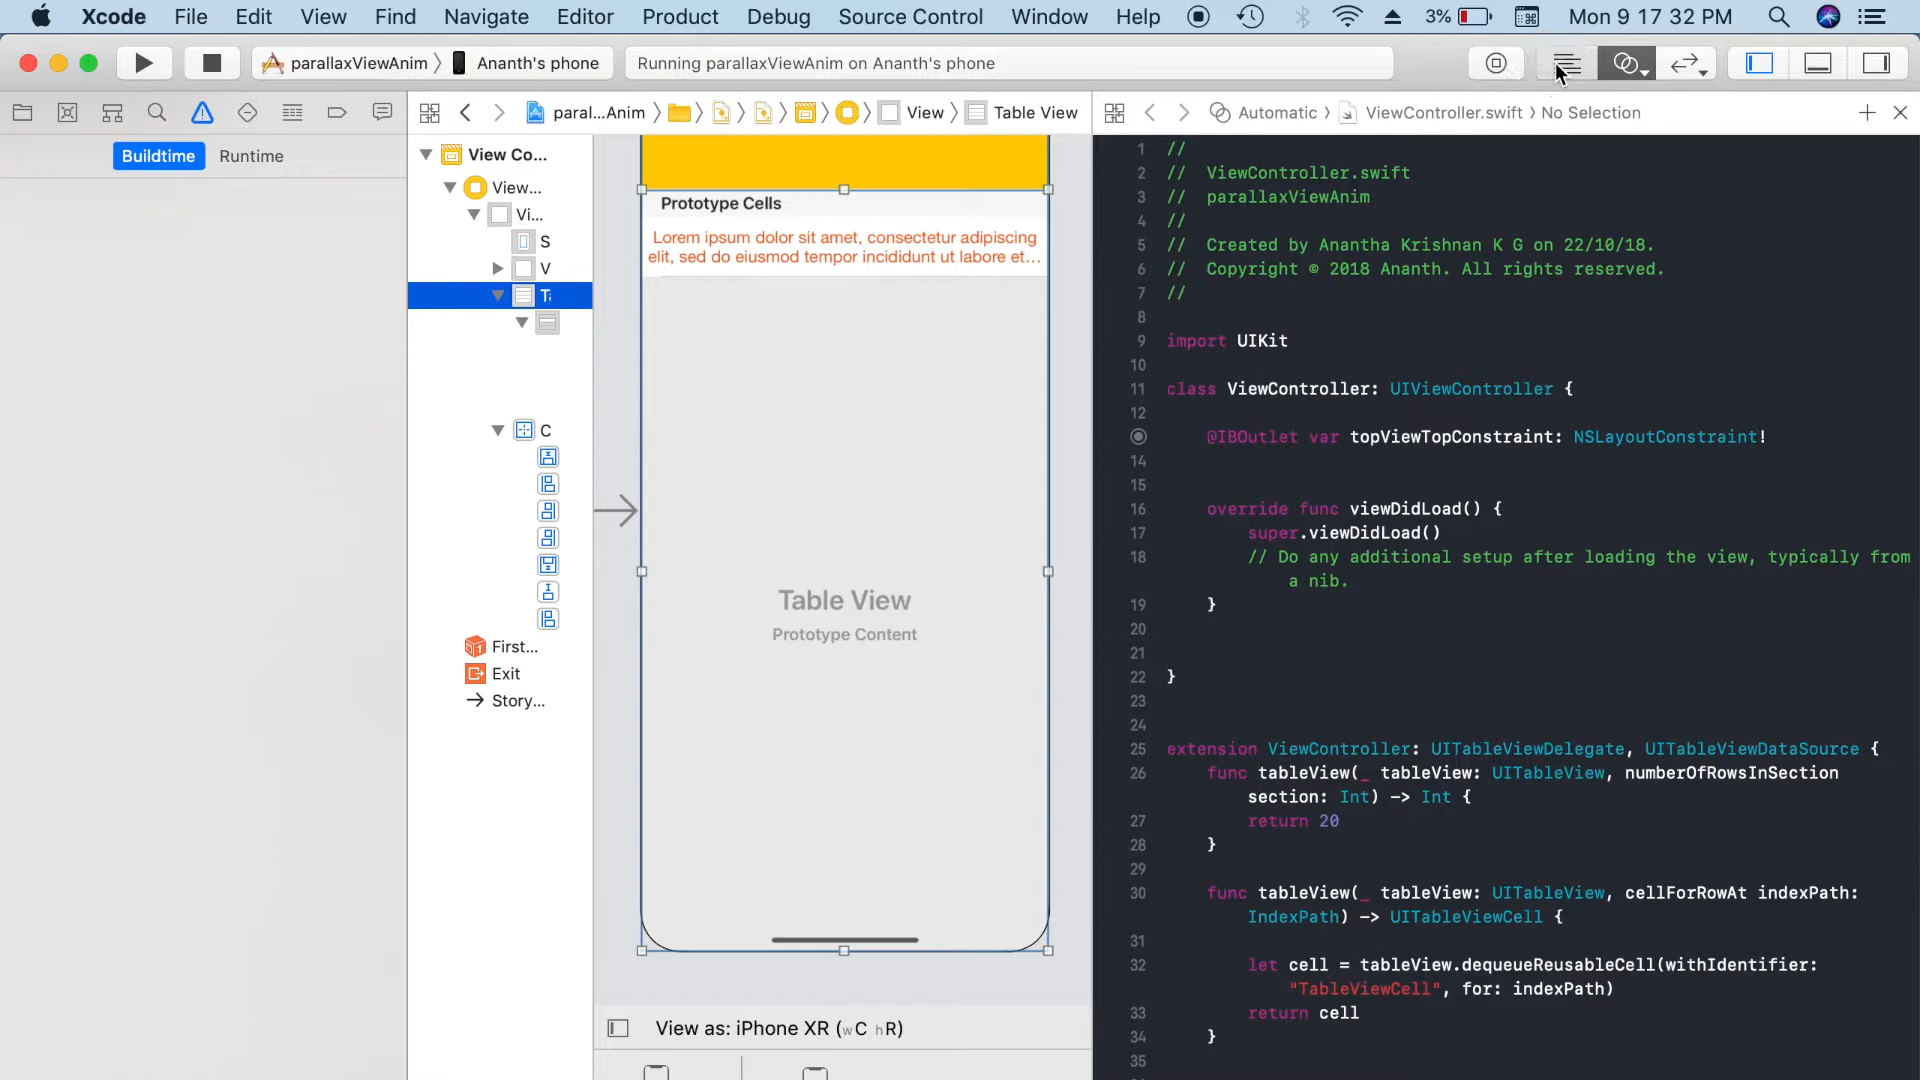 Xcode File Edit View Find Navigate Editor Product Debug Source Control Window Help 3% Mon 9 17 32 PM
parallaxViewAnim Ananth's phone Running parallaxViewAnim on Ananth's phone
paral...Anim View Table View Automatic ViewController.swift No Selection
Buildtime Runtime
View Co...
View...
Vi...
S
V
C
First...
Exit
Story...
Prototype Cells
Lorem ipsum dolor sit amet, consectetur adipiscing
elit, sed do eiusmod tempor incididunt ut labore et...
Table View
Prototype Content
View as: iPhone XR (wC hR)
1 //
2 // ViewController.swift
3 // parallaxViewAnim
4 //
5 // Created by Anantha Krishnan K G on 22/10/18.
6 // Copyright © 2018 Ananth. All rights reserved.
7 //
8
9 import UIKit
10
11 class ViewController: UIViewController {
12
@IBOutlet var topViewTopConstraint: NSLayoutConstraint!
14
15
16 override func viewDidLoad() {
17 super.viewDidLoad()
18 // Do any additional setup after loading the view, typically from
a nib.
19 }
20
21
22 }
23
24
25 extension ViewController: UITableViewDelegate, UITableViewDataSource {
26 func tableView(_ tableView: UITableView, numberOfRowsInSection
section: Int) -> Int {
27 return 20
28 }
29
30 func tableView(_ tableView: UITableView, cellForRowAt indexPath:
IndexPath) -> UITableViewCell {
31
32 let cell = tableView.dequeueReusableCell(withIdentifier:
"TableViewCell", for: indexPath)
33 return cell
34 }
35